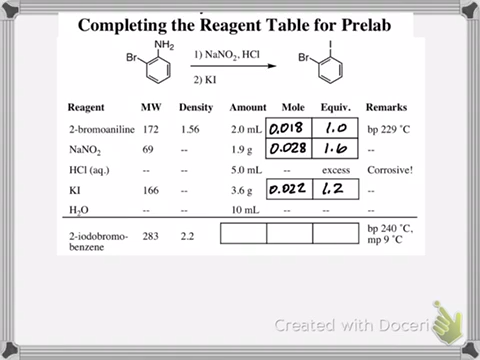 Completing the Reagent Table for Prelab
NH2 I
Br 1) NaNO2, HCl Br
2) KI
Reagent MW Density Amount Mole Equiv. Remarks
2-bromoaniline 172 1.56 2.0 mL 0.018 1.0 bp 229 ˚C
NaNO2 69 -- 1.9 g 0.028 1.6 --
HCl (aq.) -- -- 5.0 mL -- excess Corrosive!
KI 166 -- 3.6 g 0.022 1.2 --
H2O -- -- 10 mL -- -- --
2-iodobromo- 283 2.2 bp 240 ˚C,
benzene mp 9 ˚C
Created with Doceri